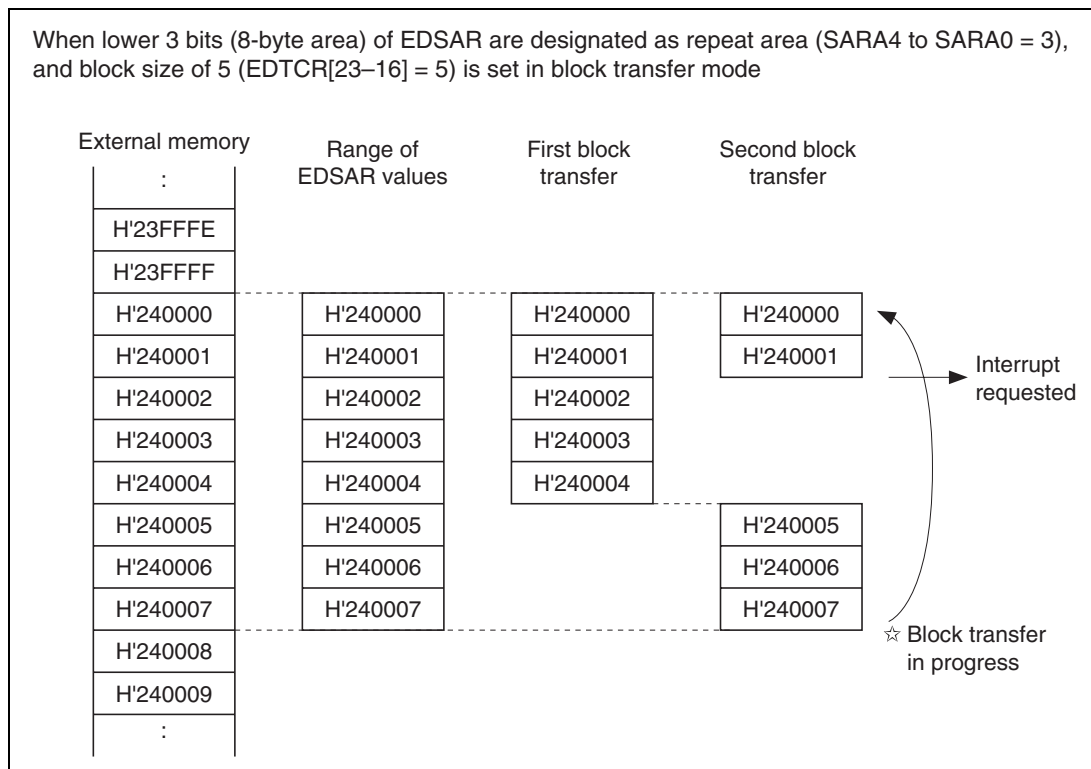 When lower 3 bits (8-byte area) of EDSAR are designated as repeat area (SARA4 to SARA0 = 3),
and block size of 5 (EDTCR[23–16] = 5) is set in block transfer mode
External memory
:
H'23FFFE
H'23FFFF
H'240000
H'240001
H'240002
H'240003
H'240004
H'240005
H'240006
H'240007
H'240008
H'240009
:
Range of
EDSAR values
H'240000
H'240001
H'240002
H'240003
H'240004
H'240005
H'240006
H'240007
First block
transfer
H'240000
H'240001
H'240002
H'240003
H'240004
Second block
transfer
H'240000
H'240001
H'240005
H'240006
H'240007
Interrupt
requested
☆ Block transfer
in progress